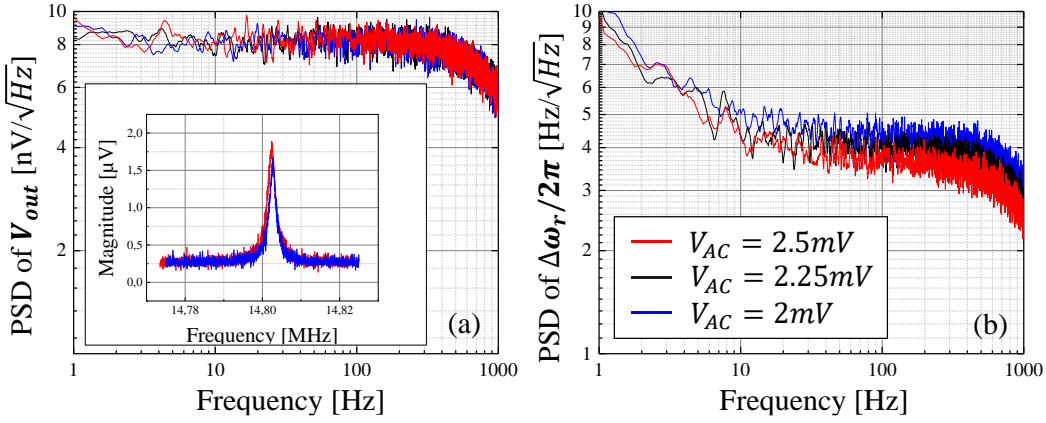 PSD of V_out [nV/√Hz]
10
8
6
4
2
1
10
100
1000
Frequency [Hz]
(a)
Magnitude [μV]
2.0
1.5
1.0
0.5
0.0
14,78
14,80
14,82
Frequency [MHz]
PSD of Δω_r/2π [Hz/√Hz]
10
9
8
7
6
5
4
3
2
1
1
10
100
1000
Frequency [Hz]
(b)
V_AC = 2.5mV
V_AC = 2.25mV
V_AC = 2mV